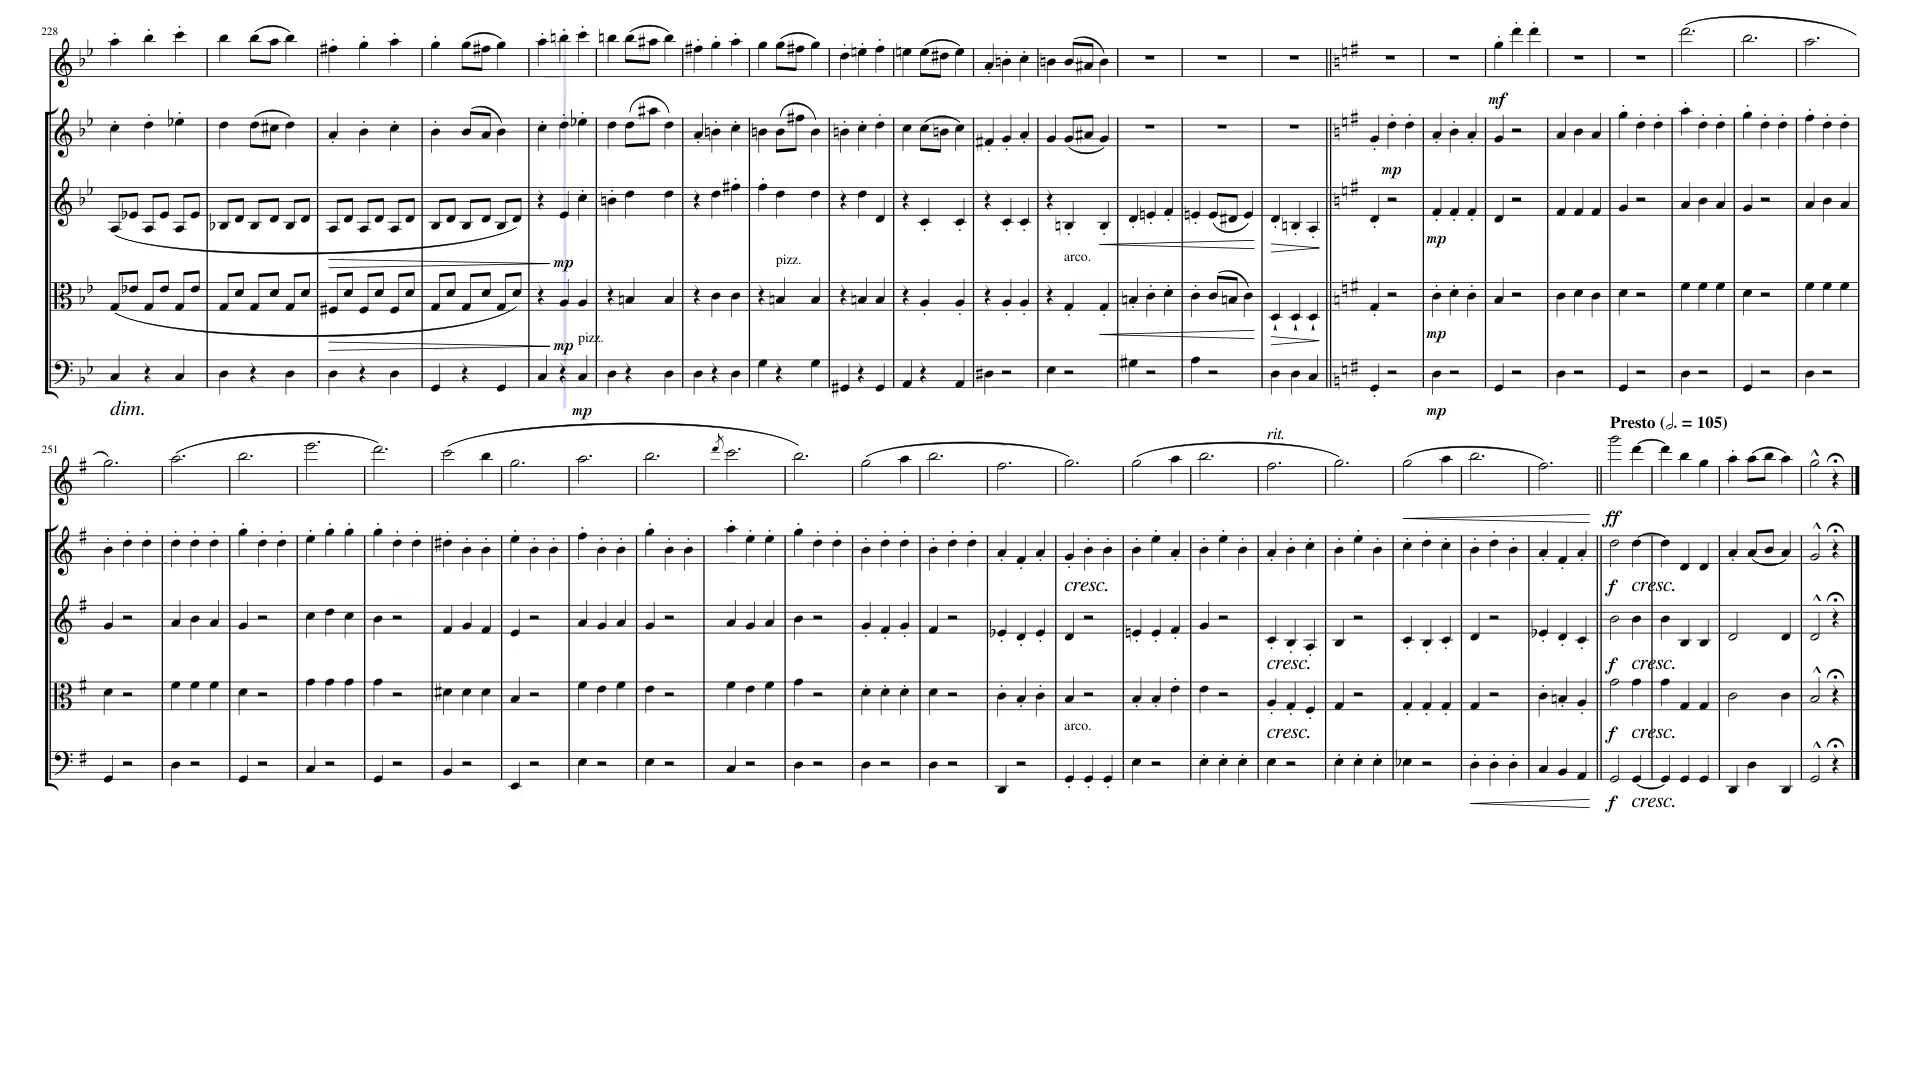 228
mf
mp
mp
mp
pizz.
arco.
mp
mp
pizz.
dim.
mp
mp
Presto (𝅗𝅥. = 105)
251
rit.
ff
cresc.
f cresc.
cresc.
f cresc.
arco.
cresc.
f cresc.
f cresc.